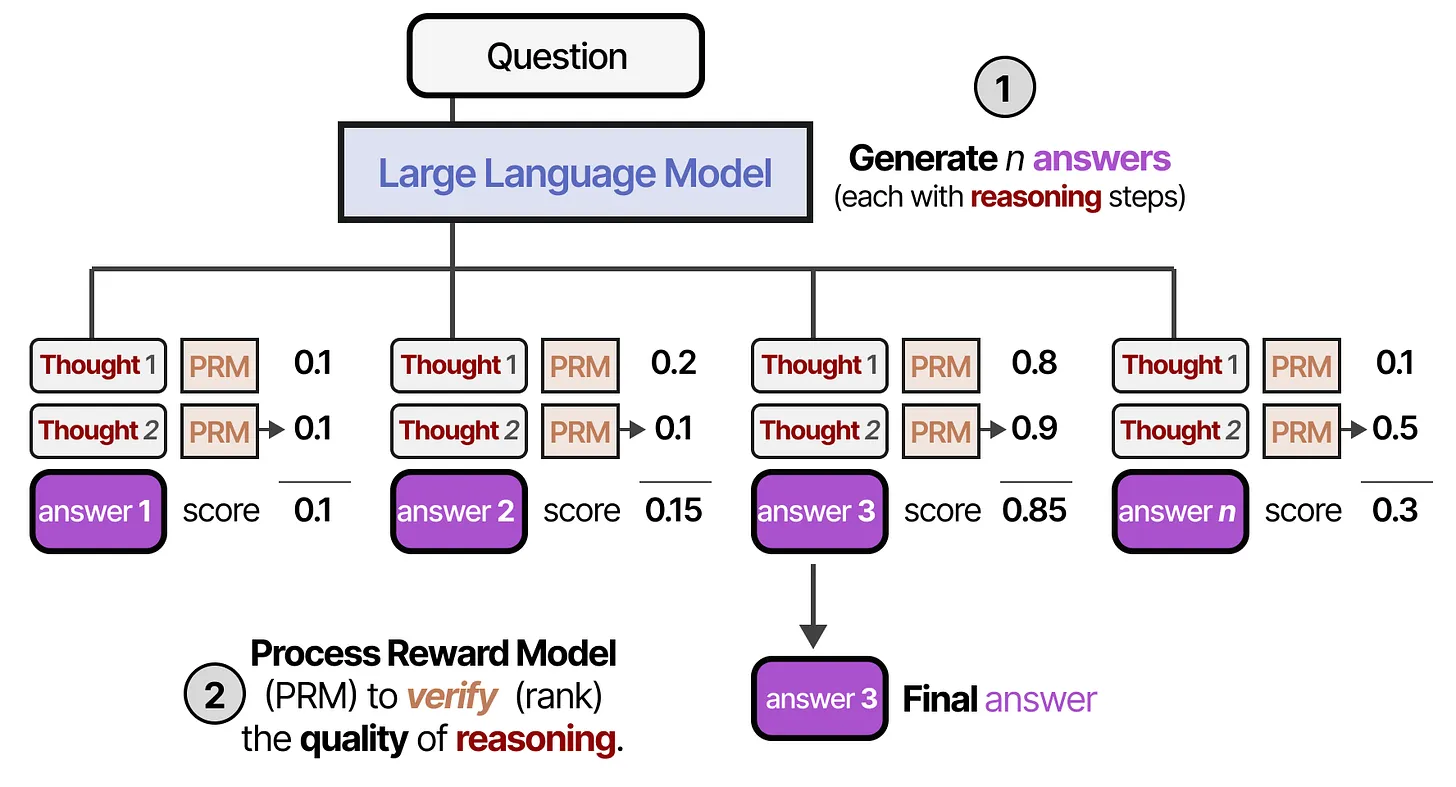 Question
1
Large Language Model
Generate n answers
(each with reasoning steps)
Thought 1 PRM 0.1 Thought 1 PRM 0.2 Thought 1 PRM 0.8 Thought 1 PRM 0.1
Thought 2 PRM 0.1 Thought 2 PRM 0.1 Thought 2 PRM 0.9 Thought 2 PRM 0.5
answer 1 score 0.1 answer 2 score 0.15 answer 3 score 0.85 answer n score 0.3
2
Process Reward Model
(PRM) to verify (rank)
the quality of reasoning.
answer 3 Final answer